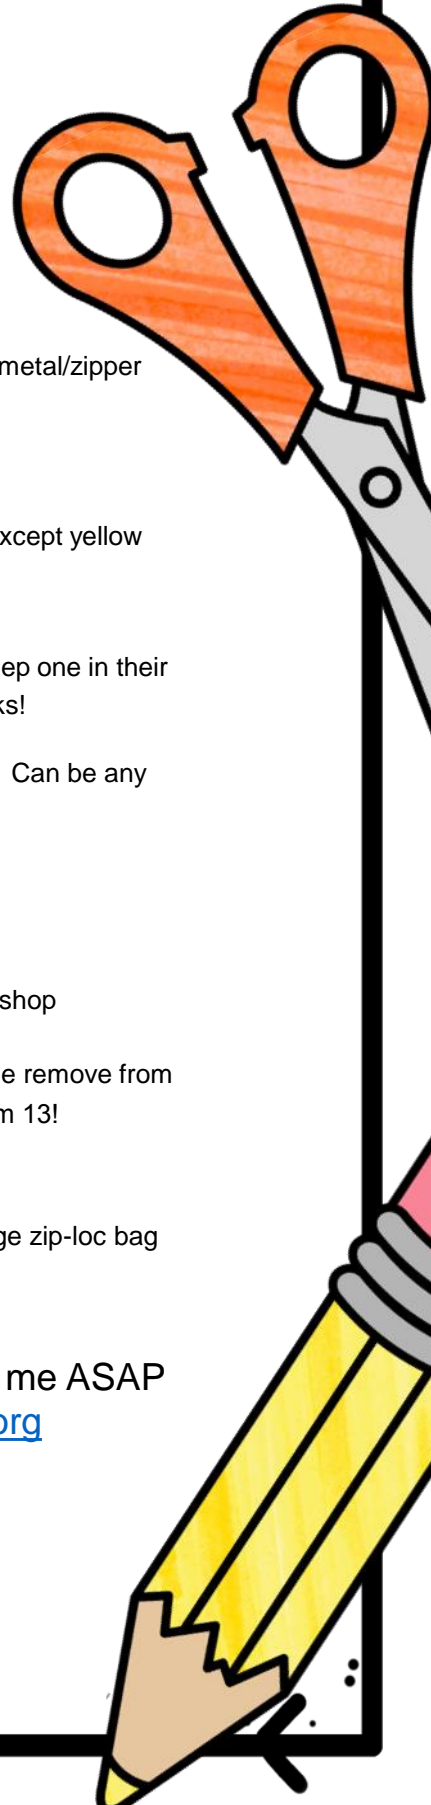 metal/zipper
xcept yellow
ep one in their
ks!
Can be any
shop
e remove from
m 13!
ge zip-loc bag
me ASAP
org